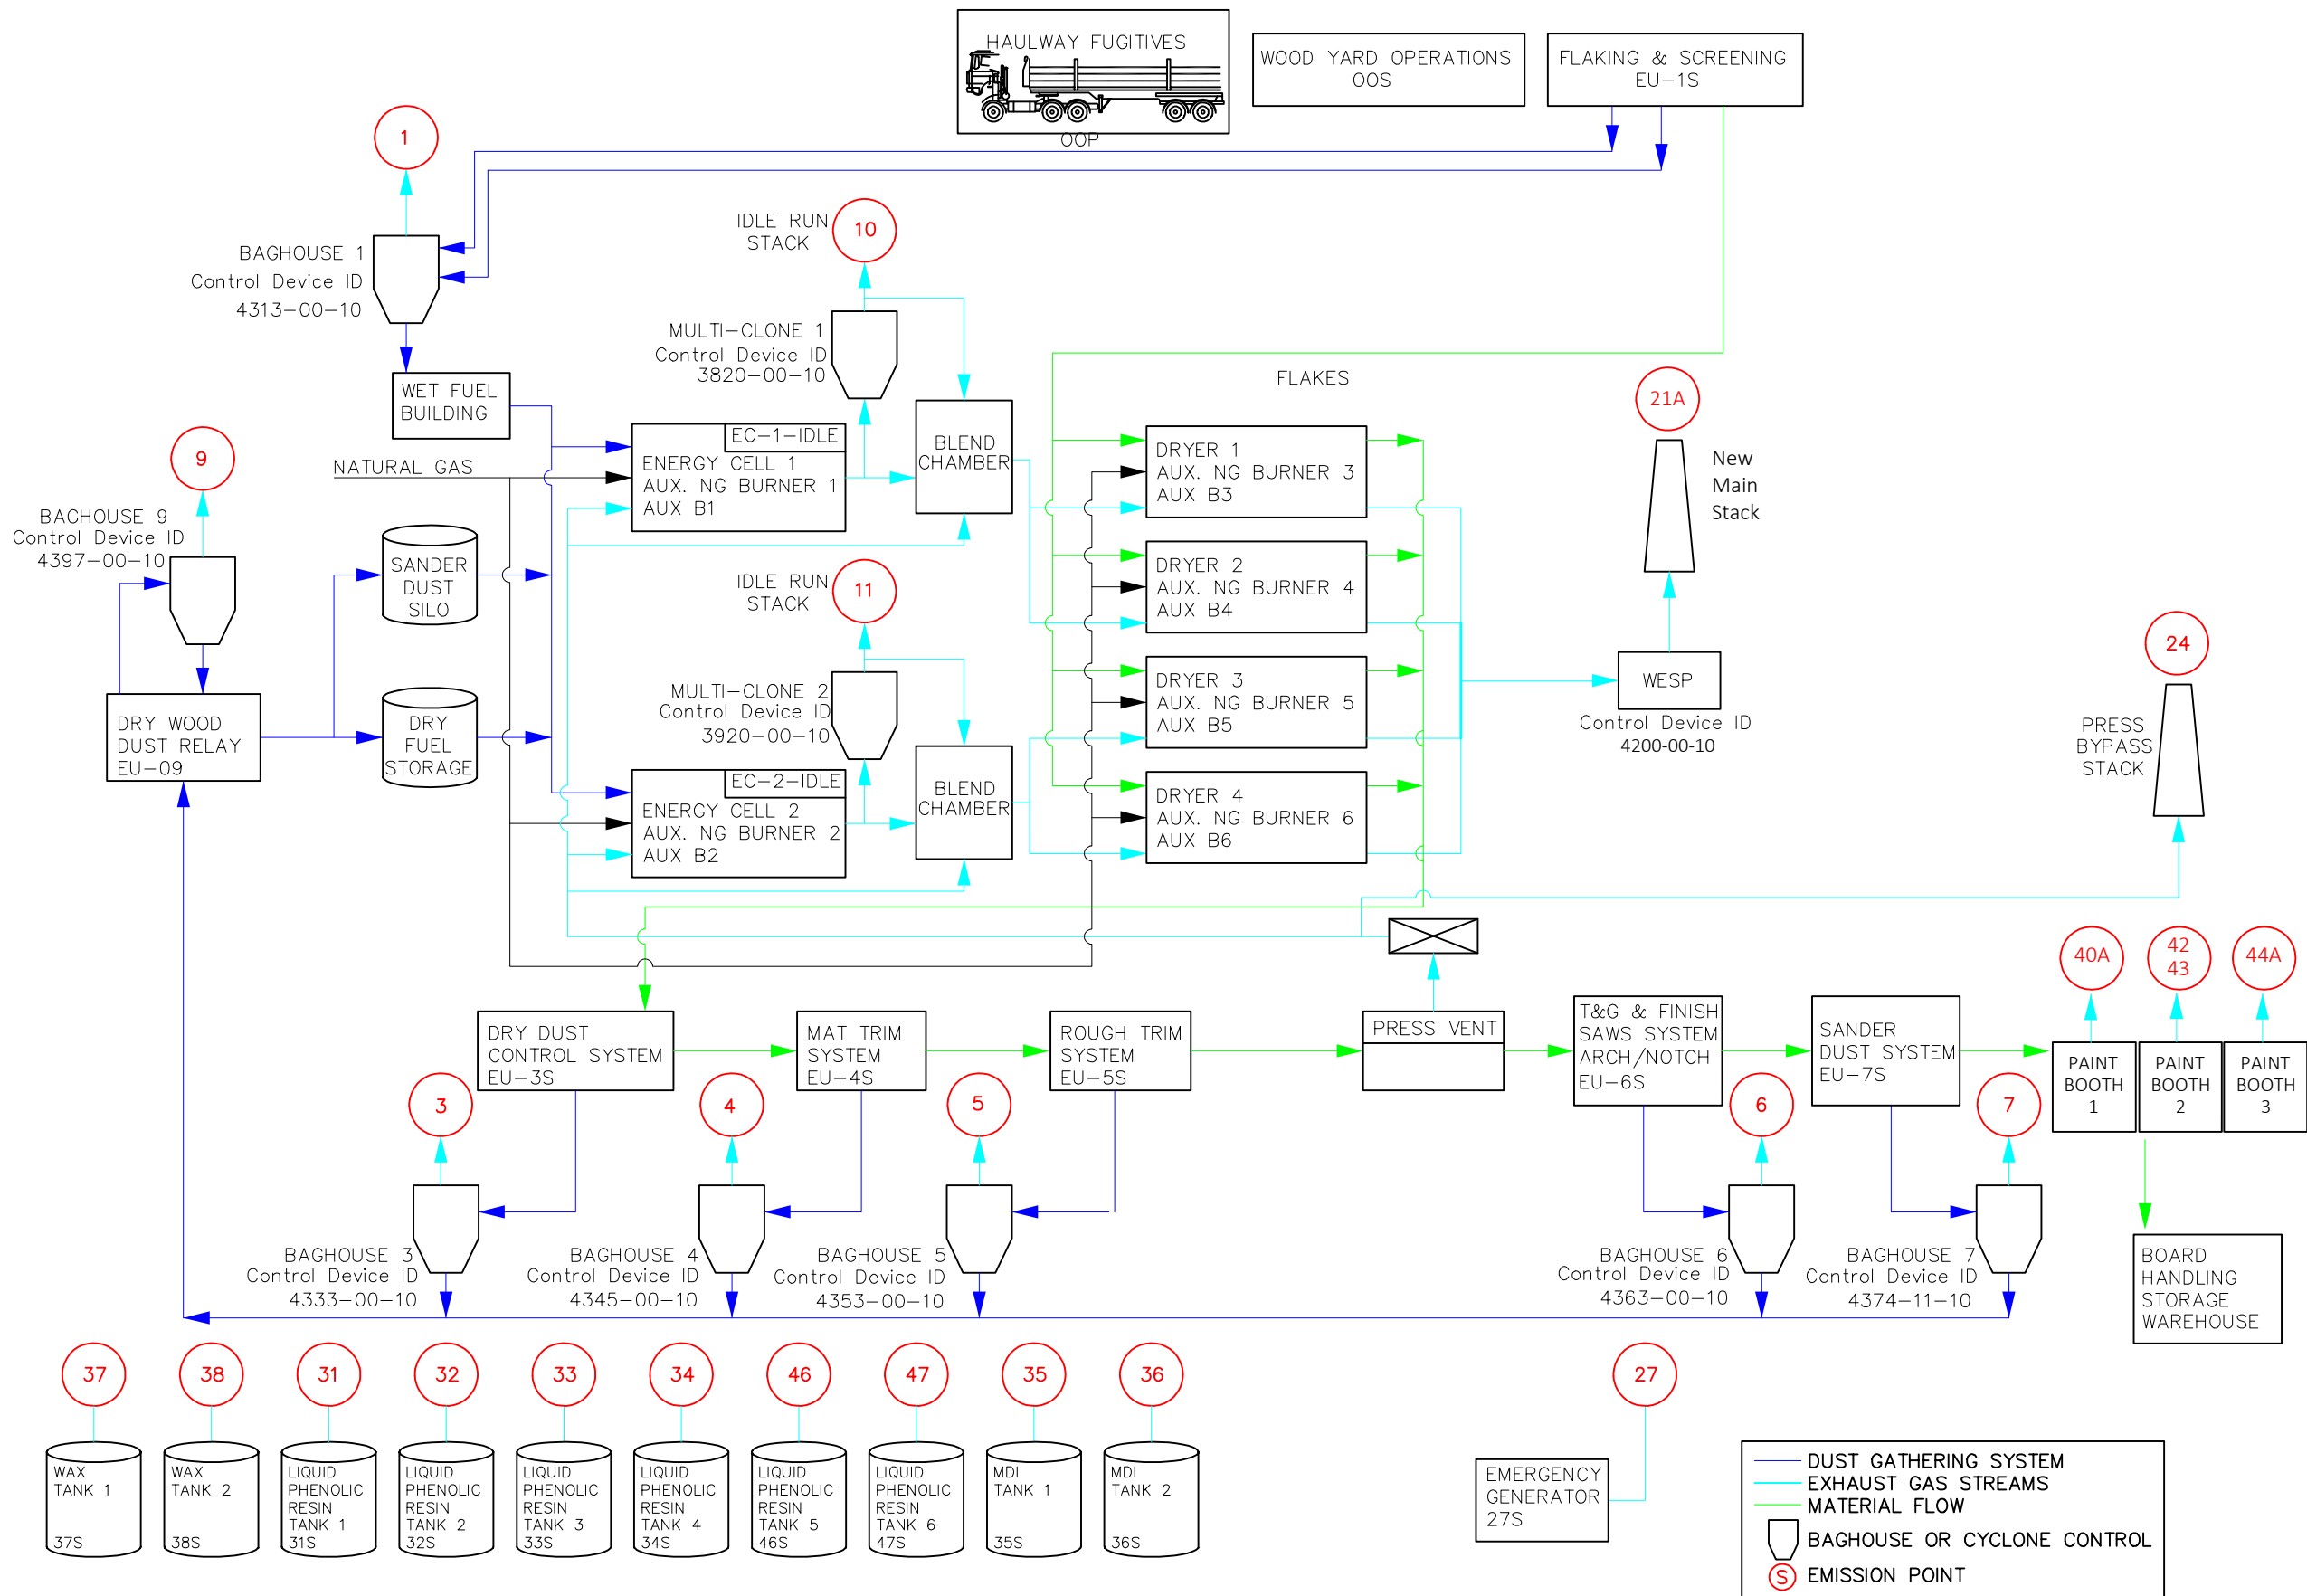 HAULWAY FUGITIVES
OOP
WOOD YARD OPERATIONS
OOS
FLAKING & SCREENING
EU-1S
1
BAGHOUSE 1
Control Device ID
4313-00-10
WET FUEL
BUILDING
IDLE RUN
STACK
10
MULTI-CLONE 1
Control Device ID
3820-00-10
FLAKES
21A
New
Main
Stack
9
NATURAL GAS
BAGHOUSE 9
Control Device ID
4397-00-10
EC-1-IDLE
ENERGY CELL 1
AUX. NG BURNER 1
AUX B1
BLEND
CHAMBER
DRYER 1
AUX. NG BURNER 3
AUX B3
SANDER
DUST
SILO
IDLE RUN
STACK
11
DRYER 2
AUX. NG BURNER 4
AUX B4
MULTI-CLONE 2
Control Device ID
3920-00-10
DRYER 3
AUX. NG BURNER 5
AUX B5
WESP
Control Device ID
4200-00-10
24
PRESS
BYPASS
STACK
DRY WOOD
DUST RELAY
EU-09
DRY
FUEL
STORAGE
EC-2-IDLE
ENERGY CELL 2
AUX. NG BURNER 2
AUX B2
BLEND
CHAMBER
DRYER 4
AUX. NG BURNER 6
AUX B6
40A
42
43
44A
DRY DUST
CONTROL SYSTEM
EU-3S
MAT TRIM
SYSTEM
EU-4S
ROUGH TRIM
SYSTEM
EU-5S
PRESS VENT
T&G & FINISH
SAWS SYSTEM
ARCH/NOTCH
EU-6S
SANDER
DUST SYSTEM
EU-7S
PAINT
BOOTH
1
PAINT
BOOTH
2
PAINT
BOOTH
3
3
4
5
6
7
BAGHOUSE 3
Control Device ID
4333-00-10
BAGHOUSE 4
Control Device ID
4345-00-10
BAGHOUSE 5
Control Device ID
4353-00-10
BAGHOUSE 6
Control Device ID
4363-00-10
BAGHOUSE 7
Control Device ID
4374-11-10
BOARD
HANDLING
STORAGE
WAREHOUSE
37
38
31
32
33
34
46
47
35
36
27
WAX
TANK 1
37S
WAX
TANK 2
38S
LIQUID
PHENOLIC
RESIN
TANK 1
31S
LIQUID
PHENOLIC
RESIN
TANK 2
32S
LIQUID
PHENOLIC
RESIN
TANK 3
33S
LIQUID
PHENOLIC
RESIN
TANK 4
34S
LIQUID
PHENOLIC
RESIN
TANK 5
46S
LIQUID
PHENOLIC
RESIN
TANK 6
47S
MDI
TANK 1
35S
MDI
TANK 2
36S
EMERGENCY
GENERATOR
27S
DUST GATHERING SYSTEM
EXHAUST GAS STREAMS
MATERIAL FLOW
BAGHOUSE OR CYCLONE CONTROL
S EMISSION POINT